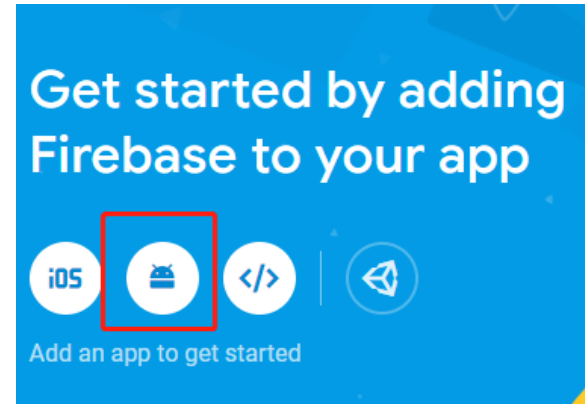 Get started by adding
Firebase to your app
iOS </>
Add an app to get started